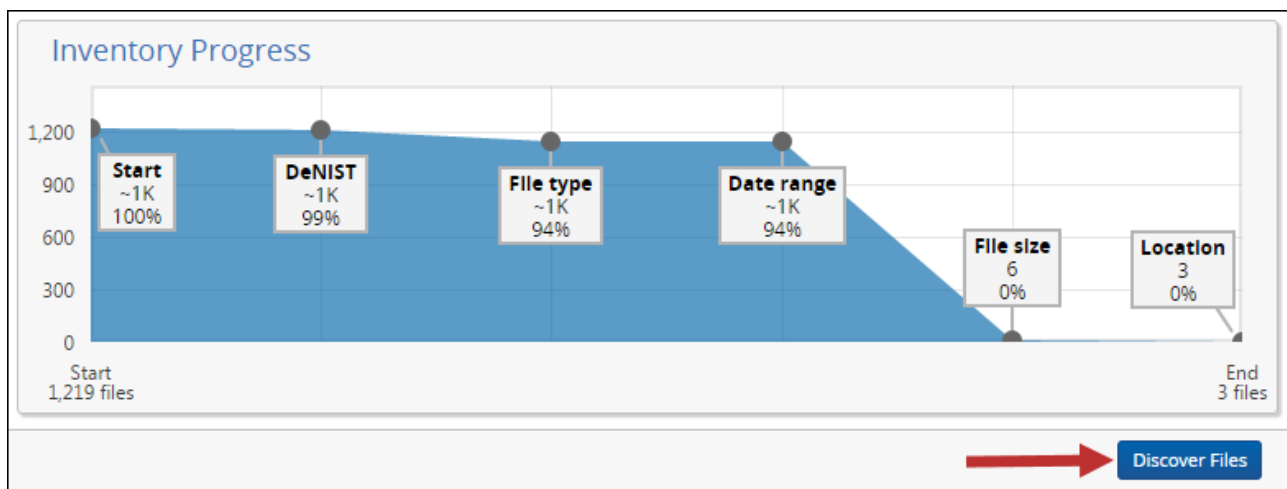 Inventory Progress
1,200
900
600
300
0
Start
~1K
100%
DeNIST
~1K
99%
File type
~1K
94%
Date range
~1K
94%
File size
6
0%
Location
3
0%
Start
1,219 files
End
3 files
Discover Files